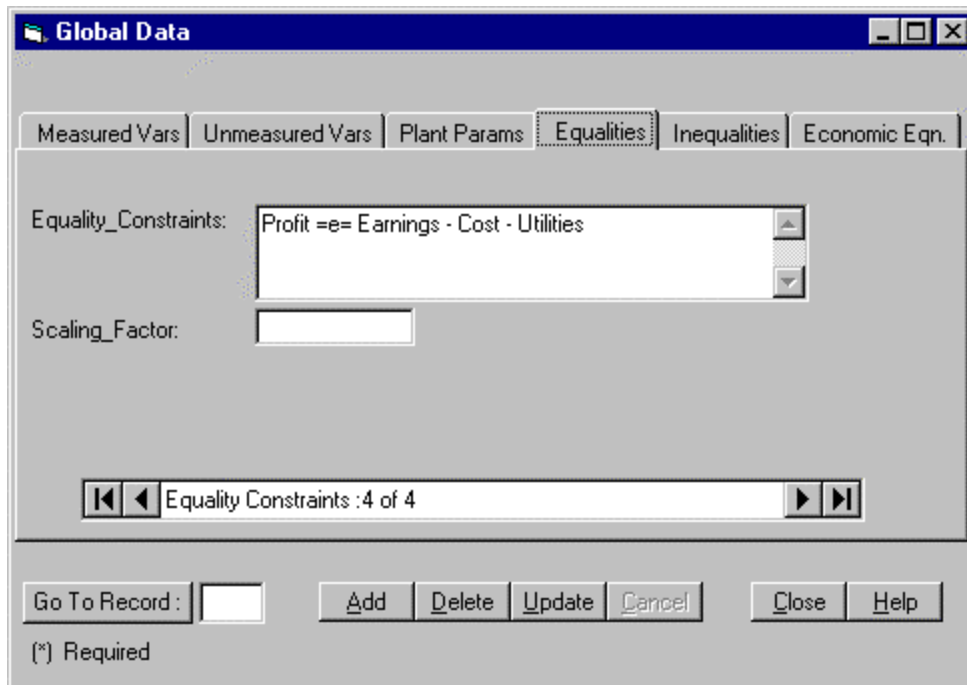 Global Data
Measured Vars Unmeasured Vars Plant Params Equalities Inequalities Economic Eqn.
Equality_Constraints: Profit =e= Earnings - Cost - Utilities
Scaling_Factor:
Equality Constraints :4 of 4
Go To Record : Add Delete Update Cancel Close Help
(*) Required